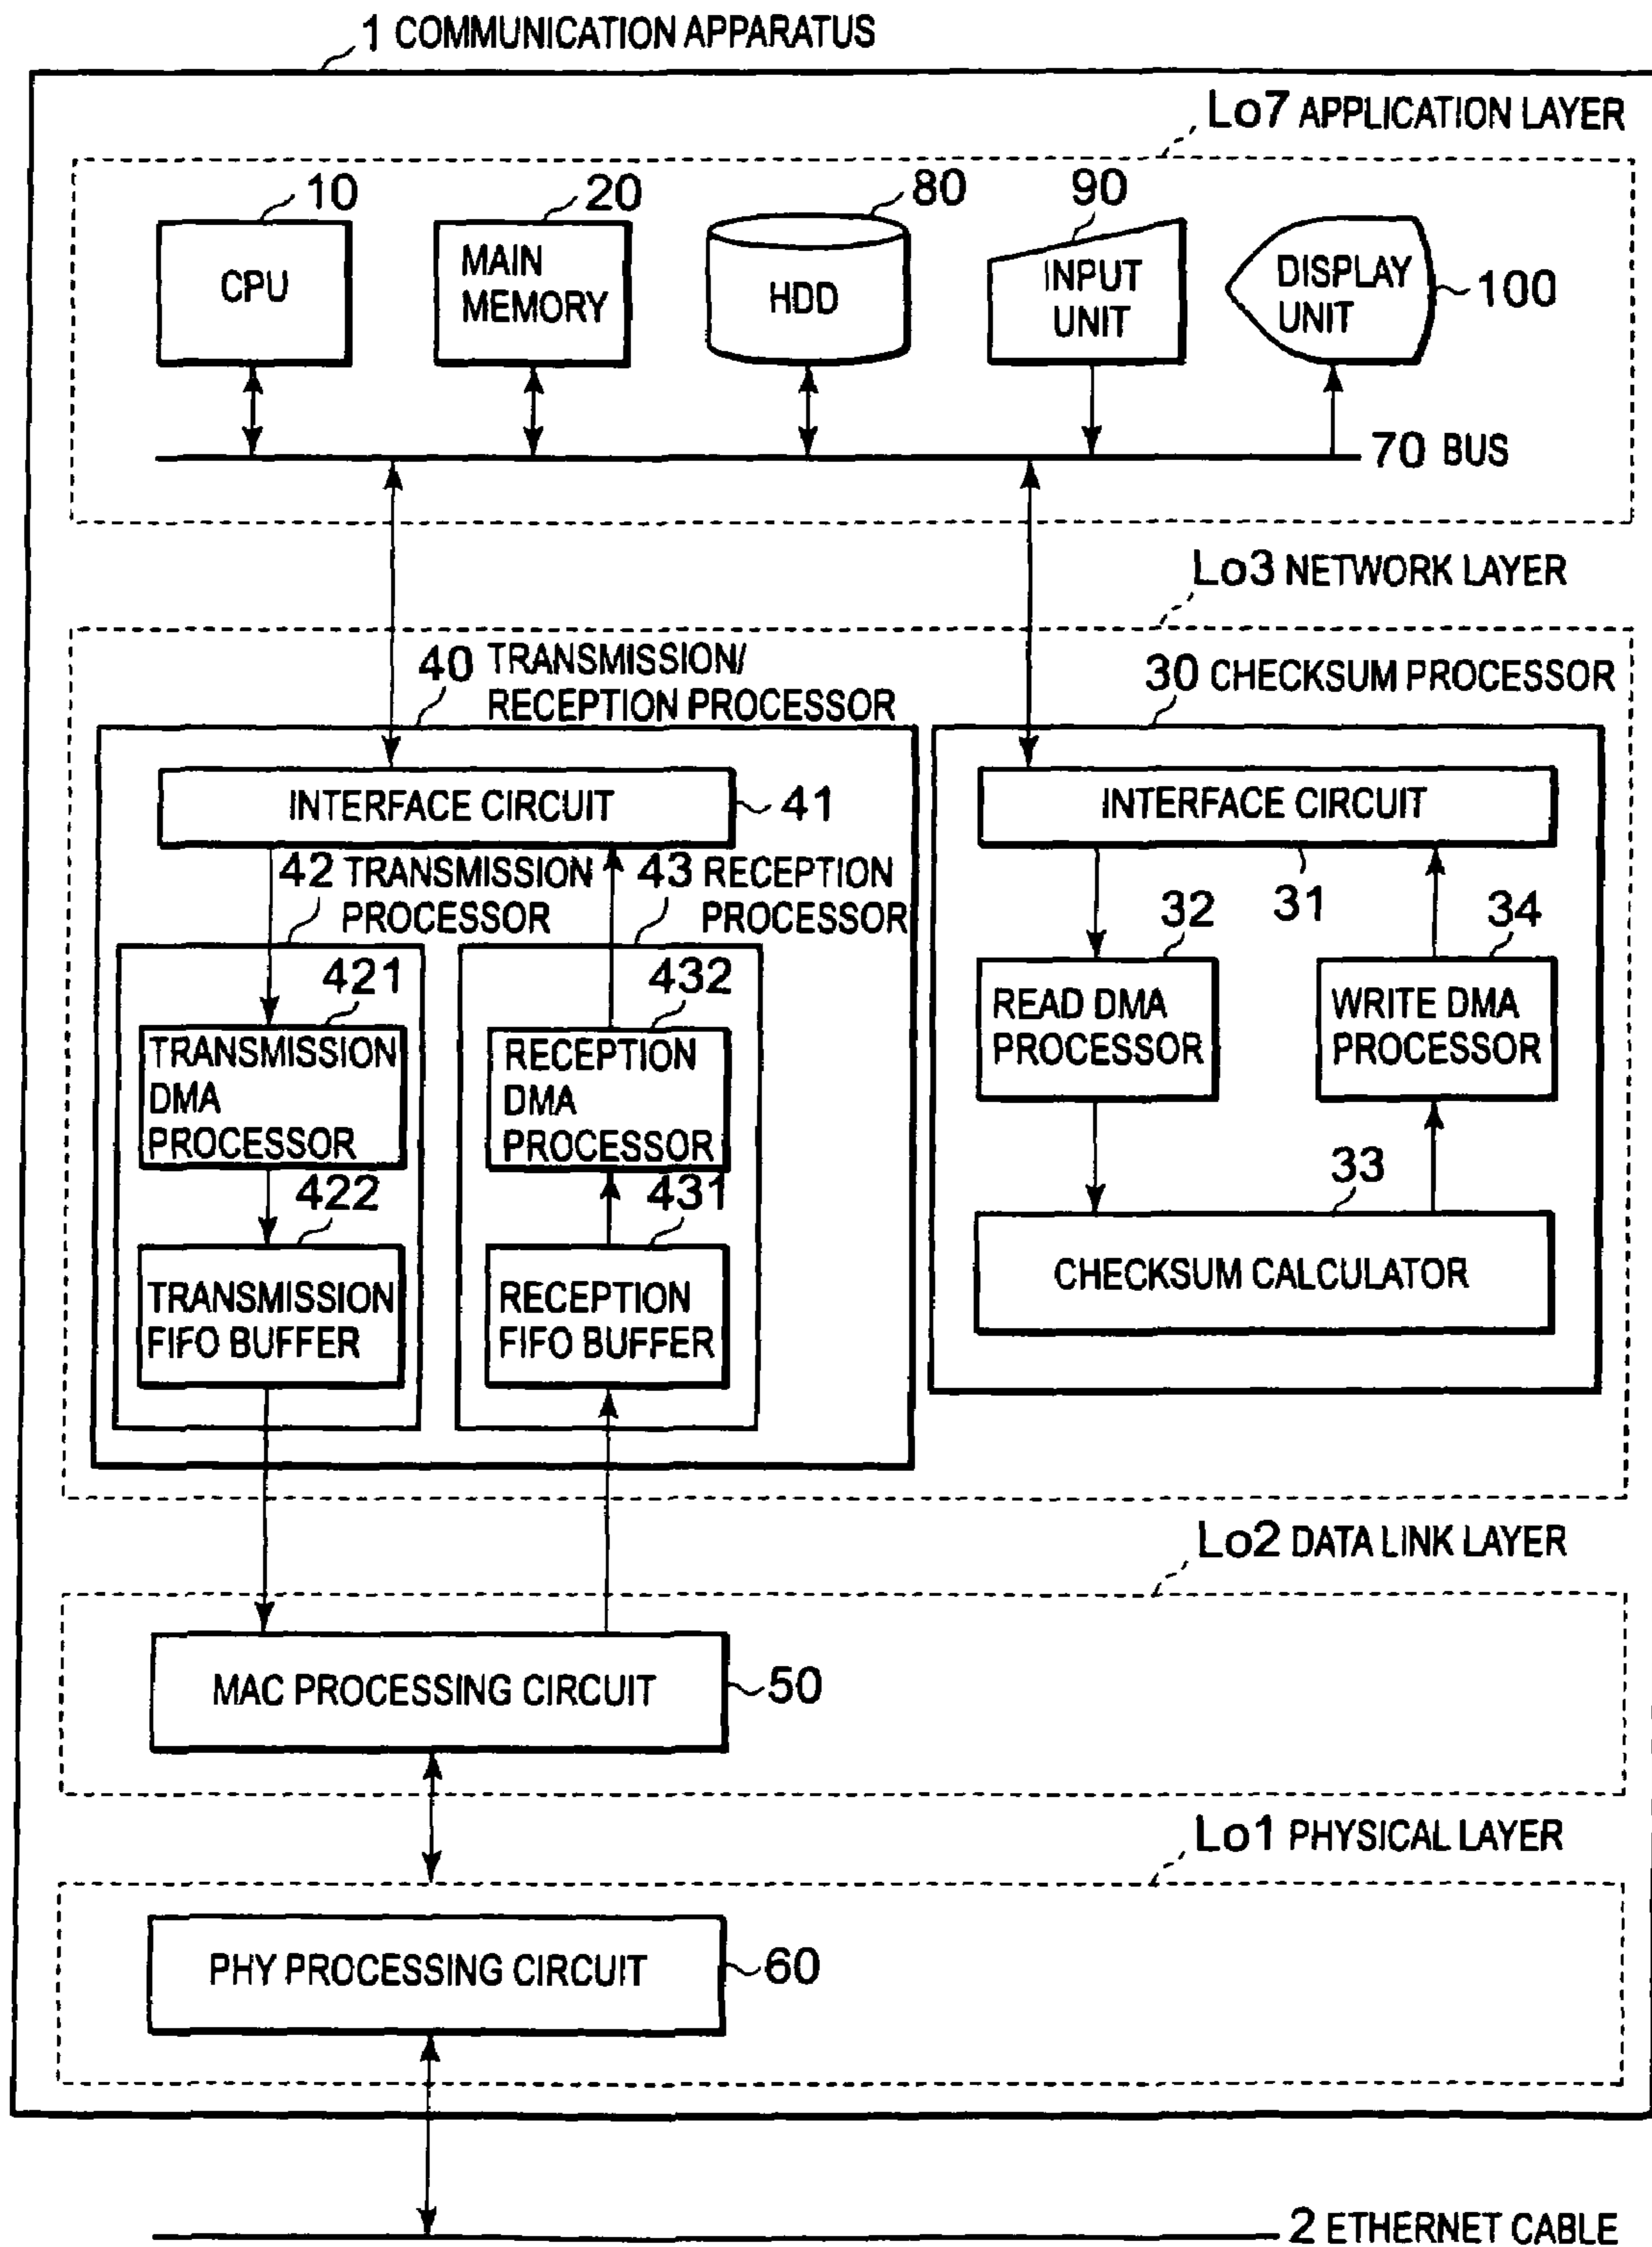 1 COMMUNICATION APPARATUS
Lo7 APPLICATION LAYER
10
20
80
90
CPU
MAIN
MEMORY
HDD
INPUT
UNIT
DISPLAY
UNIT
100
70 BUS
Lo3 NETWORK LAYER
40 TRANSMISSION/
RECEPTION PROCESSOR
30 CHECKSUM PROCESSOR
INTERFACE CIRCUIT
41
INTERFACE CIRCUIT
31
42 TRANSMISSION
PROCESSOR
43 RECEPTION
PROCESSOR
32
34
421
432
TRANSMISSION
DMA
PROCESSOR
RECEPTION
DMA
PROCESSOR
READ DMA
PROCESSOR
WRITE DMA
PROCESSOR
422
431
33
TRANSMISSION
FIFO BUFFER
RECEPTION
FIFO BUFFER
CHECKSUM CALCULATOR
Lo2 DATA LINK LAYER
MAC PROCESSING CIRCUIT
50
Lo1 PHYSICAL LAYER
PHY PROCESSING CIRCUIT
60
2 ETHERNET CABLE